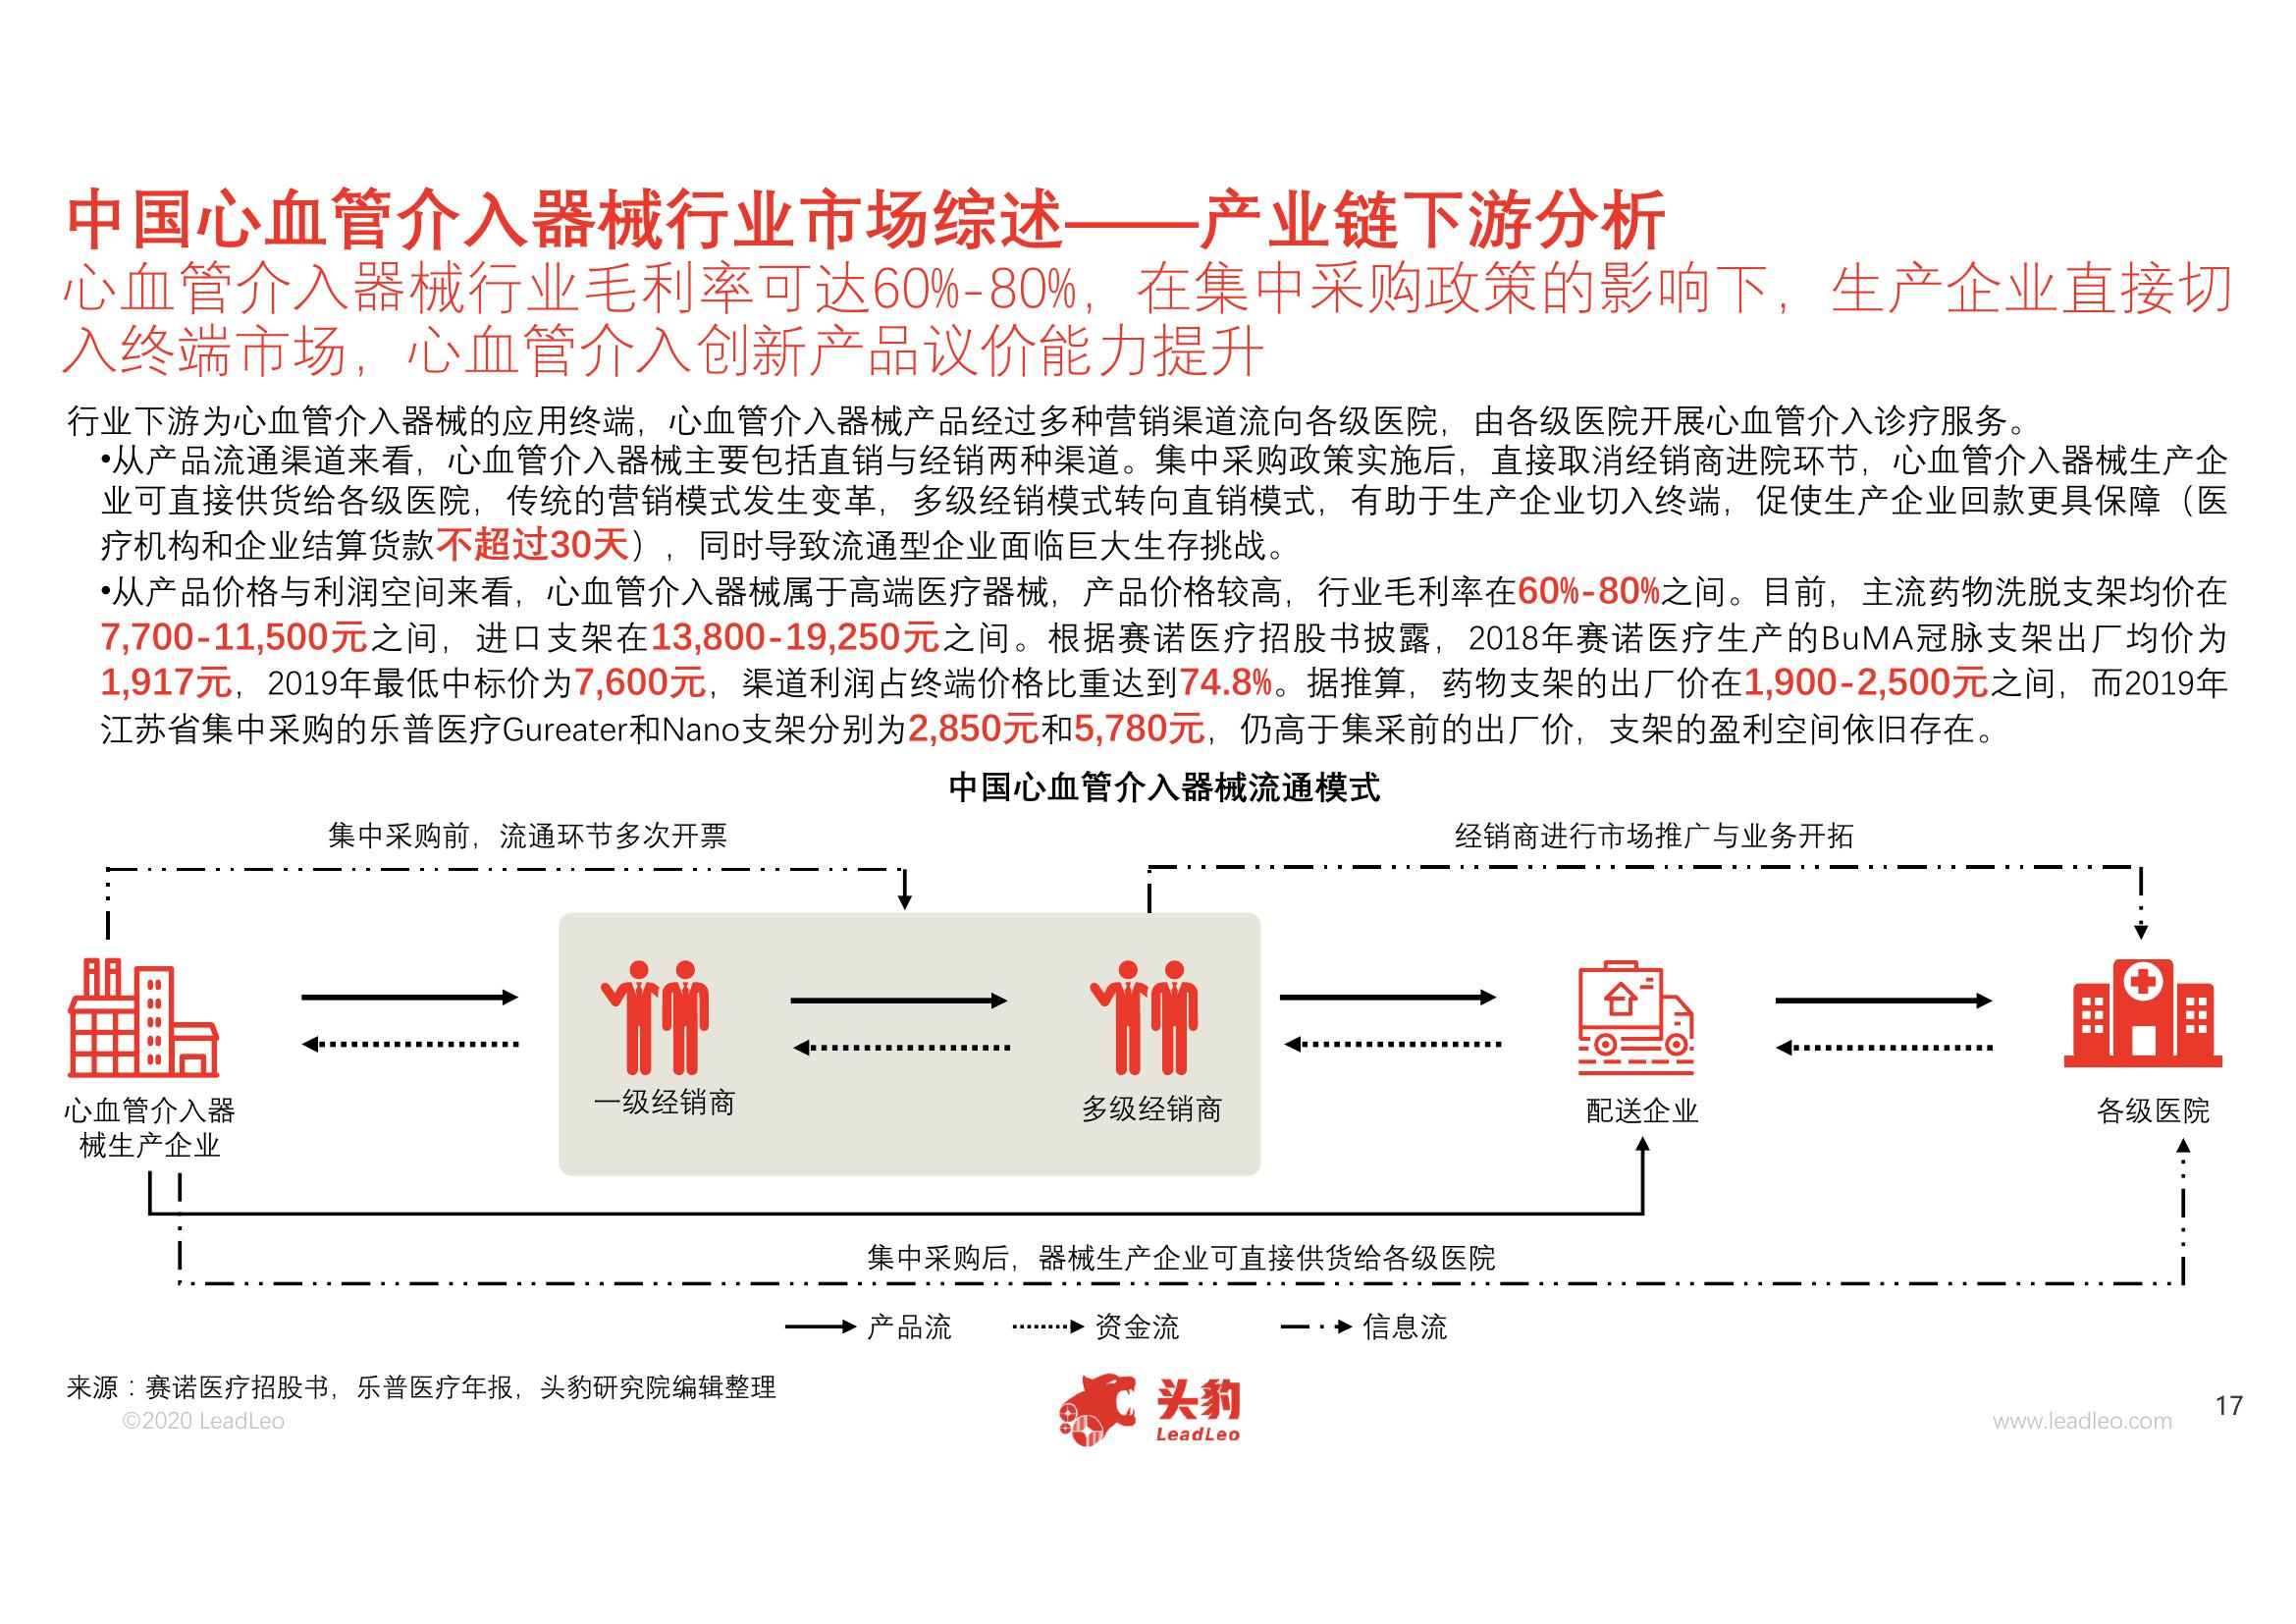 中国心血管介入器械行业市场综述——产业链下游分析
心血管介入器械行业毛利率可达60%-80%，在集中采购政策的影响下，生产企业直接切
入终端市场，心血管介入创新产品议价能力提升
行业下游为心血管介入器械的应用终端，心血管介入器械产品经过多种营销渠道流向各级医院，由各级医院开展心血管介入诊疗服务。
•从产品流通渠道来看，心血管介入器械主要包括直销与经销两种渠道。集中采购政策实施后，直接取消经销商进院环节，心血管介入器械生产企
业可直接供货给各级医院，传统的营销模式发生变革，多级经销模式转向直销模式，有助于生产企业切入终端，促使生产企业回款更具保障（医
疗机构和企业结算货款不超过30天），同时导致流通型企业面临巨大生存挑战。
•从产品价格与利润空间来看，心血管介入器械属于高端医疗器械，产品价格较高，行业毛利率在60%-80%之间。目前，主流药物洗脱支架均价在
7,700-11,500元之间，进口支架在13,800-19,250元之间。根据赛诺医疗招股书披露，2018年赛诺医疗生产的BuMA冠脉支架出厂均价为
1,917元，2019年最低中标价为7,600元，渠道利润占终端价格比重达到74.8%。据推算，药物支架的出厂价在1,900-2,500元之间，而2019年
江苏省集中采购的乐普医疗Gureater和Nano支架分别为2,850元和5,780元，仍高于集采前的出厂价，支架的盈利空间依旧存在。
中国心血管介入器械流通模式
集中采购前，流通环节多次开票
经销商进行市场推广与业务开拓
一级经销商
多级经销商
心血管介入器
械生产企业
配送企业
各级医院
集中采购后，器械生产企业可直接供货给各级医院
产品流
资金流
信息流
来源：赛诺医疗招股书，乐普医疗年报，头豹研究院编辑整理
©2020 LeadLeo
头豹
LeadLeo
www.leadleo.com
17